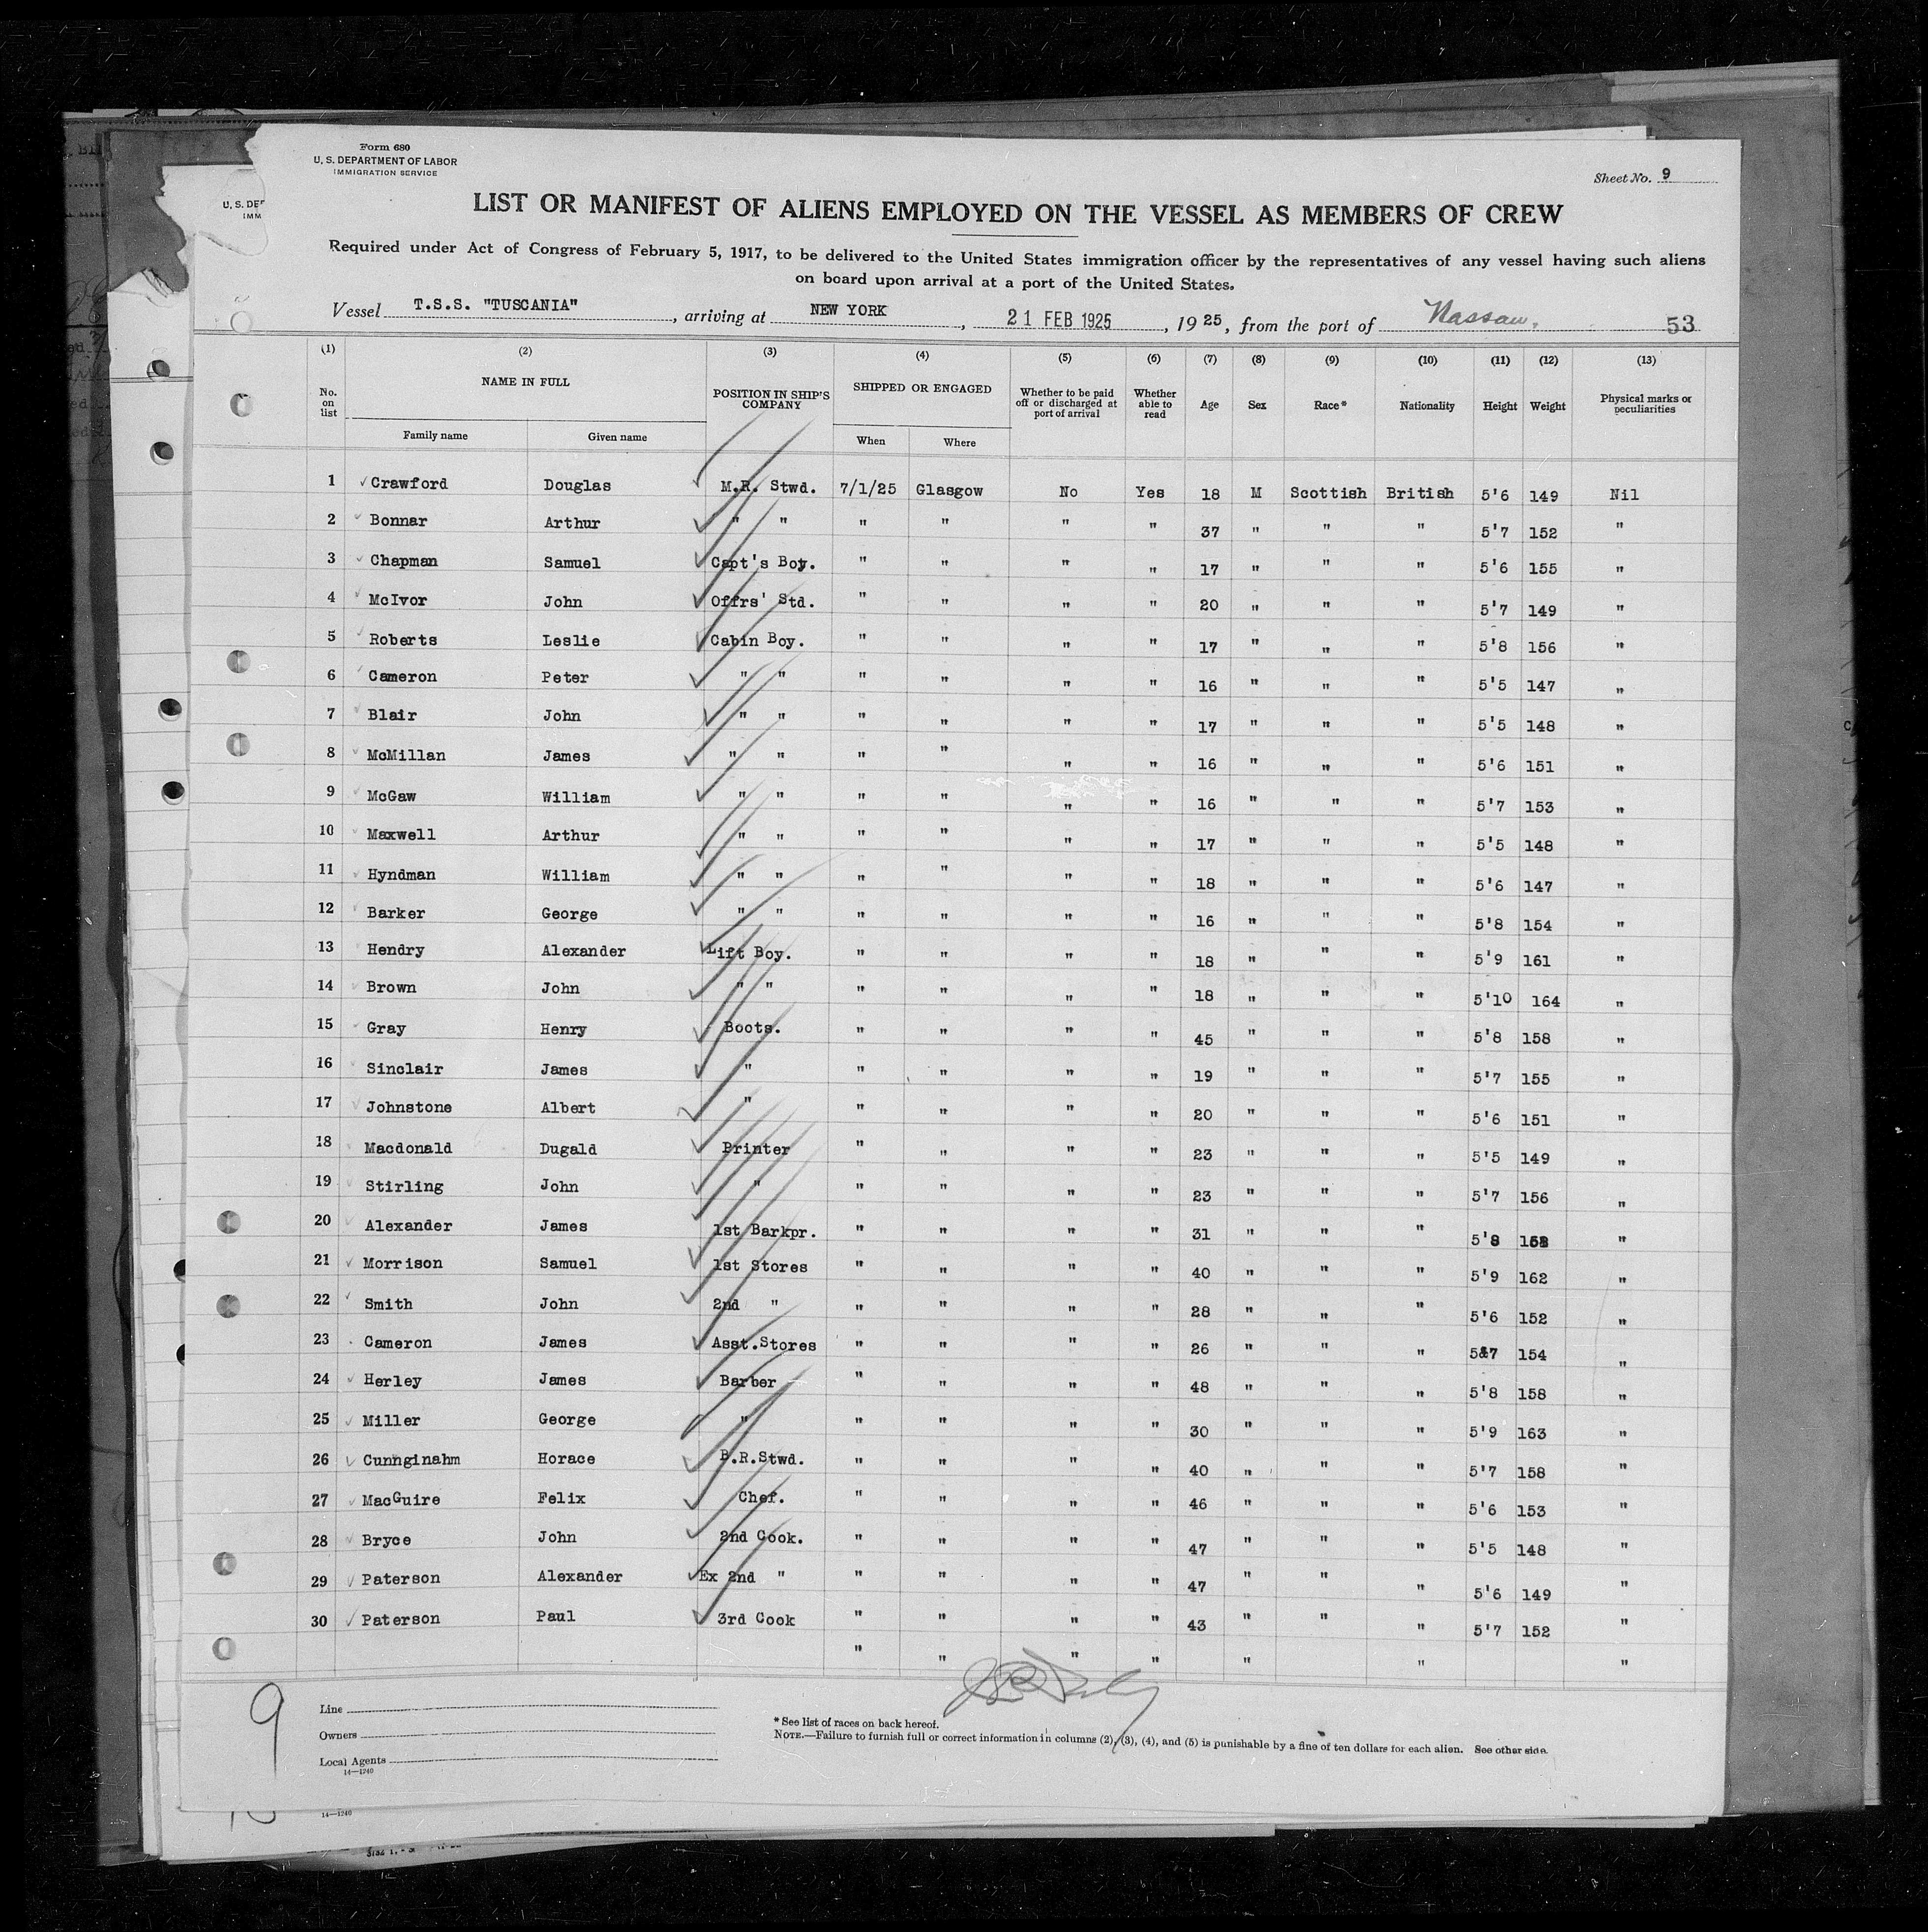 Form 680
U. S. DEPARTMENT OF LABOR
IMMIGRATION SERVICE
Sheet No. 9
U. S. DEF
IMM
LIST OR MANIFEST OF ALIENS EMPLOYED ON THE VESSEL AS MEMBERS OF CREW
Required under Act of Congress of February 5, 1917, to be delivered to the United States immigration officer by the representatives of any vessel having such aliens
on board upon arrival at a port of the United States.
Vessel T.S.S. "TUSCANIA", arriving at NEW YORK, 21 FEB 1925, 1925, from the port of Nassau, 53
(1) (2) (3) (4) (5) (6) (7) (8) (9) (10) (11) (12) (13)
No. on list NAME IN FULL POSITION IN SHIP'S COMPANY SHIPPED OR ENGAGED Whether to be paid off or discharged at port of arrival Whether able to read Age Sex Race* Nationality Height Weight Physical marks or peculiarities
Family name Given name When Where
1 Crawford Douglas M.R. Stwd. 7/1/25 Glasgow No Yes 18 M Scottish British 5'6 149 Nil
2 Bonnar Arthur " " " " " " 37 " " " 5'7 152 "
3 Chapman Samuel Capt's Boy. " " " " 17 " " " 5'6 155 "
4 McIvor John Offrs' Std. " " " " 20 " " " 5'7 149 "
5 Roberts Leslie Cabin Boy. " " " " 17 " " " 5'8 156 "
6 Cameron Peter " " " " " " 16 " " " 5'5 147 "
7 Blair John " " " " " " 17 " " " 5'5 148 "
8 McMillan James " " " " " " 16 " " " 5'6 151 "
9 McGaw William " " " " " " 16 " " " 5'7 153 "
10 Maxwell Arthur " " " " " " 17 " " " 5'5 148 "
11 Hyndman William " " " " " " 18 " " " 5'6 147 "
12 Barker George " " " " " " 16 " " " 5'8 154 "
13 Hendry Alexander Lift Boy. " " " " 18 " " " 5'9 161 "
14 Brown John " " " " " " 18 " " " 5'10 164 "
15 Gray Henry Boots. " " " " 45 " " " 5'8 158 "
16 Sinclair James " " " " " 19 " " " 5'7 155 "
17 Johnstone Albert " " " " " 20 " " " 5'6 151 "
18 Macdonald Dugald Printer " " " " 23 " " " 5'5 149 "
19 Stirling John " " " " " 23 " " " 5'7 156 "
20 Alexander James 1st Barkpr. " " " " 31 " " " 5'8 "
21 Morrison Samuel 1st Stores " " " " 40 " " " 5'9 162 "
22 Smith John 2nd " " " " " 28 " " " 5'6 152 "
23 Cameron James Asst.Stores " " " " 26 " " " 5&7 154 "
24 Herley James Barber " " " " 48 " " " 5'8 158 "
25 Miller George " " " " " 30 " " " 5'9 163 "
26 Cunnginahm Horace B.R.Stwd. " " " " 40 " " " 5'7 158 "
27 MacGuire Felix Chef. " " " " 46 " " " 5'6 153 "
28 Bryce John 2nd Cook. " " " " 47 " " " 5'5 148 "
29 Paterson Alexander Ex 2nd " " " " " 47 " " " 5'6 149 "
30 Paterson Paul 3rd Cook " " " " 43 " " " 5'7 152 "
" " " " " " "
9
Line
Owners
Local Agents
14—1240
* See list of races on back hereof.
NOTE.—Failure to furnish full or correct information in columns (2), (3), (4), and (5) is punishable by a fine of ten dollars for each alien. See other side.
14—1240